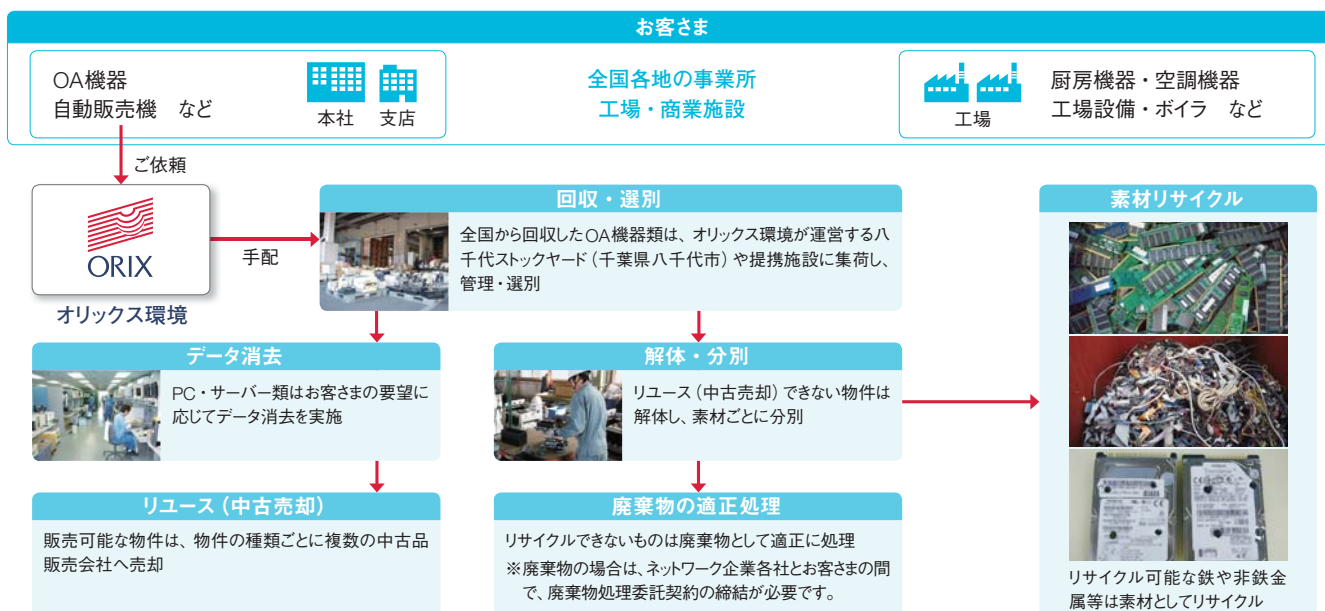 お客さま
OA機器
自動販売機 など
本社 支店
全国各地の事業所
工場・商業施設
工場
厨房機器・空調機器
工場設備・ボイラ など
ご依頼
ORIX
オリックス環境
手配
回収・選別
全国から回収したOA機器類は、オリックス環境が運営する八
千代ストックヤード（千葉県八千代市）や提携施設に集荷し、
管理・選別
データ消去
PC・サーバー類はお客さまの要望に
応じてデータ消去を実施
解体・分別
リユース（中古売却）できない物件は
解体し、素材ごとに分別
リユース（中古売却）
販売可能な物件は、物件の種類ごとに複数の中古品
販売会社へ売却
廃棄物の適正処理
リサイクルできないものは廃棄物として適正に処理
※廃棄物の場合は、ネットワーク企業各社とお客さまの間
で、廃棄物処理委託契約の締結が必要です。
素材リサイクル
リサイクル可能な鉄や非鉄金
属等は素材としてリサイクル